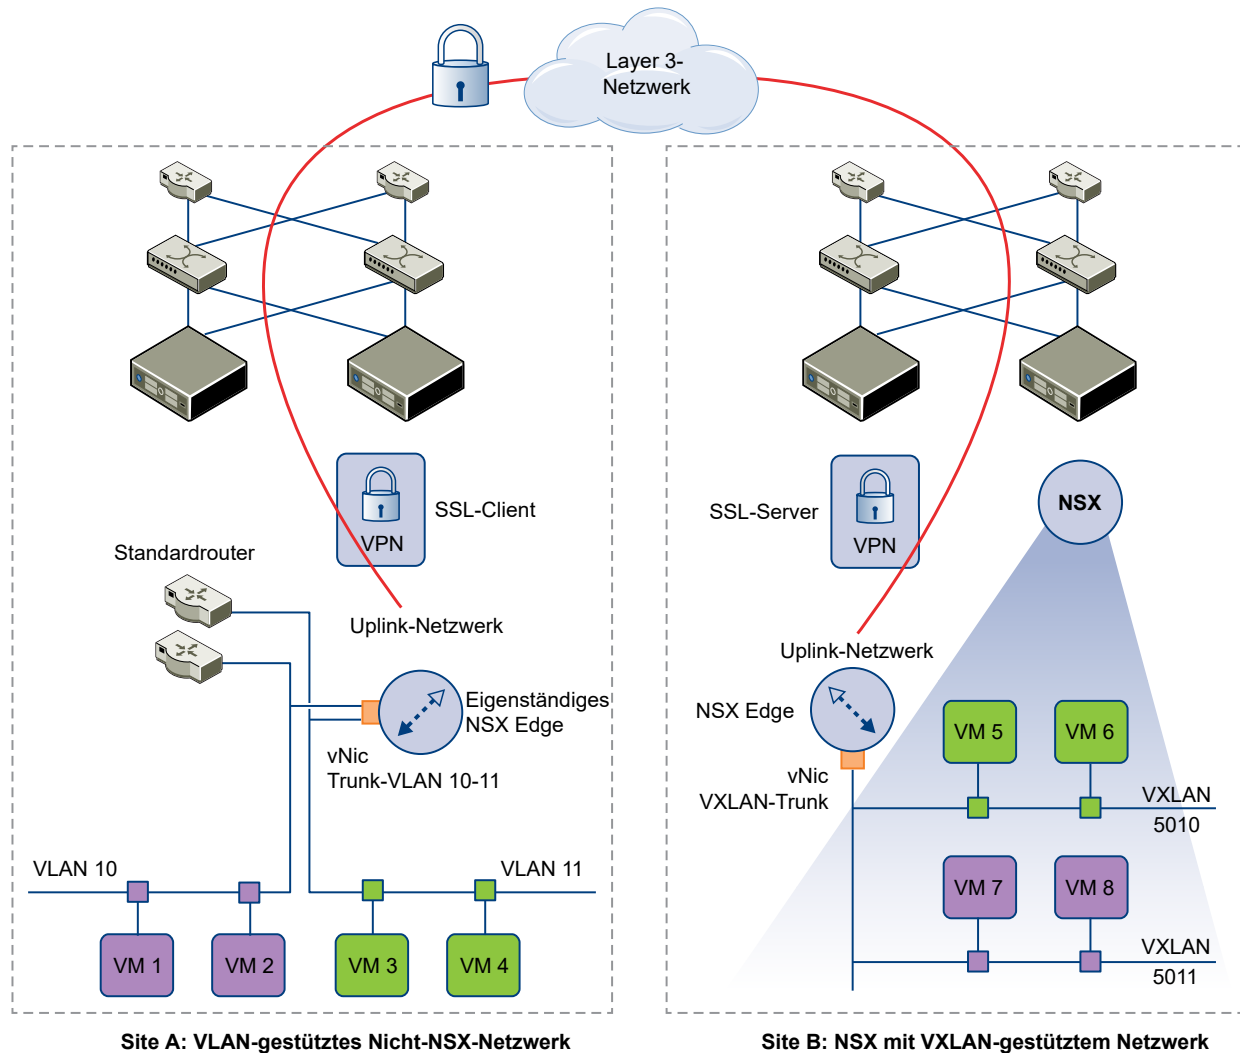 Layer 3-
Netzwerk
VPN
SSL-Client
Standardrouter
Uplink-Netzwerk
Eigenständiges
NSX Edge
vNic
Trunk-VLAN 10-11
VLAN 10
VLAN 11
VM 1
VM 2
VM 3
VM 4
Site A: VLAN-gestütztes Nicht-NSX-Netzwerk
SSL-Server
VPN
NSX
Uplink-Netzwerk
NSX Edge
vNic
VXLAN-Trunk
VM 5
VM 6
VXLAN
5010
VM 7
VM 8
VXLAN
5011
Site B: NSX mit VXLAN-gestütztem Netzwerk